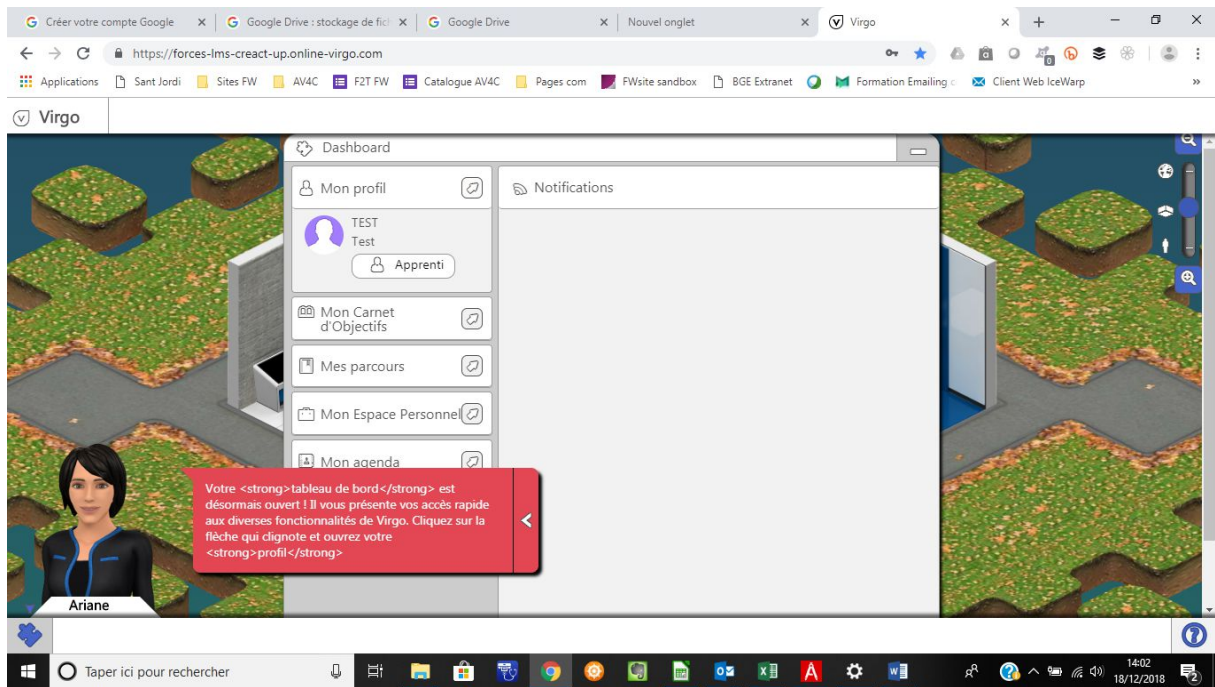 Créer votre compte Google
Google Drive : stockage de fich
Google Drive
Nouvel onglet
Virgo
https://forces-lms-creact-up.online-virgo.com
Applications
Sant Jordi
Sites FW
AV4C
F2T FW
Catalogue AV4C
Pages com
FWsite sandbox
BGE Extranet
Formation Emailing
Client Web IceWarp
»
Virgo
Dashboard
Mon profil
Notifications
TEST
Test
Apprenti
Mon Carnet
d'Objectifs
Mes parcours
Mon Espace Personnel
Mon agenda
Votre <strong>tableau de bord</strong> est
désormais ouvert ! Il vous présente vos accès rapide
aux diverses fonctionnalités de Virgo. Cliquez sur la
flèche qui clignote et ouvrez votre
<strong>profil</strong>
Ariane
Taper ici pour rechercher
14:02
18/12/2018